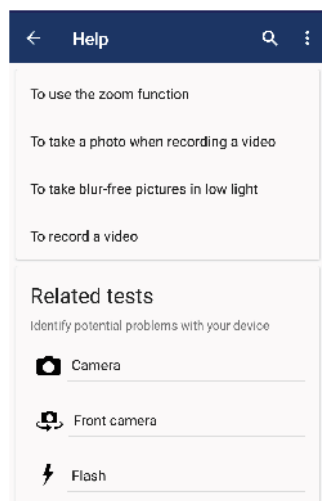 Help
To use the zoom function
To take a photo when recording a video
To take blur-free pictures in low light
To record a video
Related tests
Identify potential problems with your device
Camera
Front camera
Flash